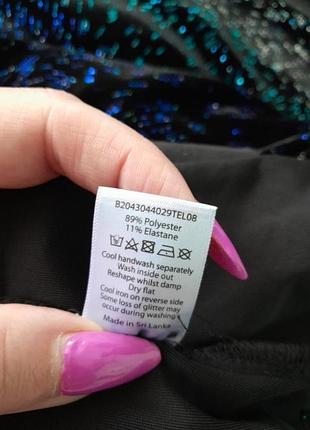 B2043044029TEL08
89% Polyester
11% Elastane
Cool handwash separately
Wash inside out
Reshape whilst damp
Dry flat
Cool iron on reverse side
Some loss of glitter may
occur during washing
Made in Sri Lanka